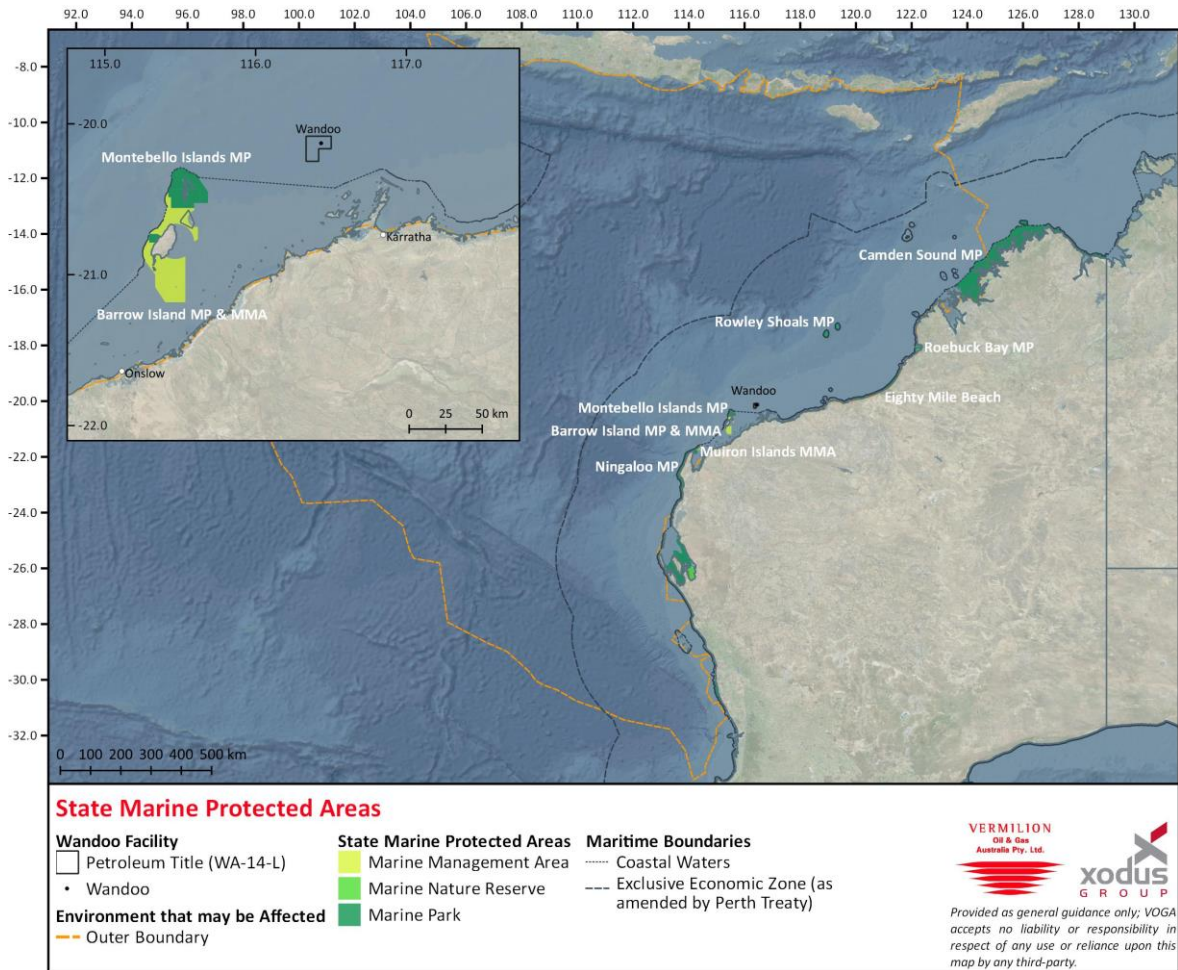 92.0 94.0 95.0 96.0 98.0 100.0 102.0 104.0 106.0 108.0 110.0 112.0 114.0 116.0 118.0 120.0 122.0 124.0 126.0 128.0 130.0
-8.0
-10.0
-12.0
-14.0
-15.0
-16.0
-18.0
-20.0
-22.0
-24.0
-26.0
-28.0
-30.0
-32.0
115.0 116.0 117.0
-20.0
-21.0
-22.0
Wandoo
Montebello Islands MP
Karratha
Barrow Island MP & MMA
Onslow
0 25 50 km
Camden Sound MP
Rowley Shoals MP
Roebuck Bay MP
Wandoo
Eighty Mile Beach
Montebello Islands MP
Barrow Island MP & MMA
Muiron Islands MMA
Ningaloo MP
0 100 200 300 400 500 km
State Marine Protected Areas
Wandoo Facility
Petroleum Title (WA-14-L)
Wandoo
Environment that may be Affected
Outer Boundary
State Marine Protected Areas
Marine Management Area
Marine Nature Reserve
Marine Park
Maritime Boundaries
Coastal Waters
Exclusive Economic Zone (as
amended by Perth Treaty)
VERMILION
Oil & Gas
Australia Pty. Ltd.
xodus
GROUP
Provided as general guidance only; VOGA
accepts no liability or responsibility in
respect of any use or reliance upon this
map by any third-party.